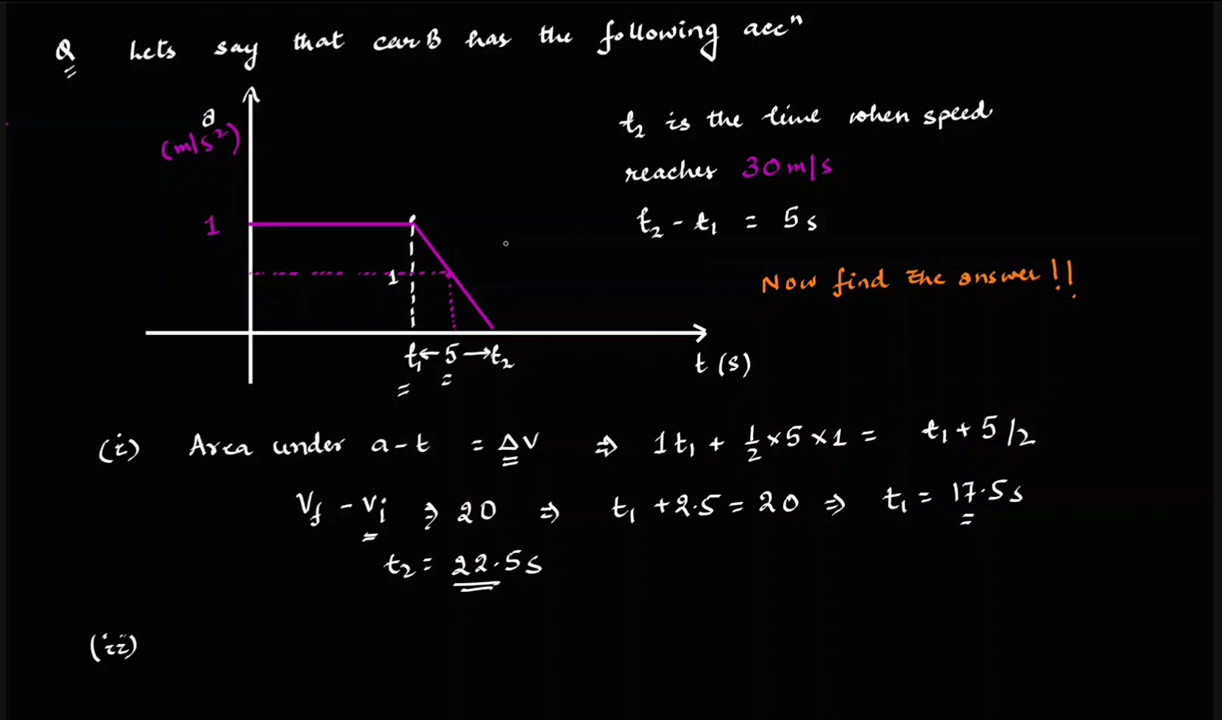 Q Lets say that car B has the following accⁿ
a
(m/s²)
1
1
t₁ ← 5 → t₂
t (s)
t₂ is the time when speed
reaches 30 m/s
t₂ - t₁ = 5 s
Now find the answer !!
(i) Area under a-t = Δv ⇒ 1t₁ + 1/2 × 5 × 1 = t₁ + 5/2
Vf - Vi ⇒ 20 ⇒ t₁ + 2.5 = 20 ⇒ t₁ = 17.5 s
t₂ = 22.5 s
(ii)